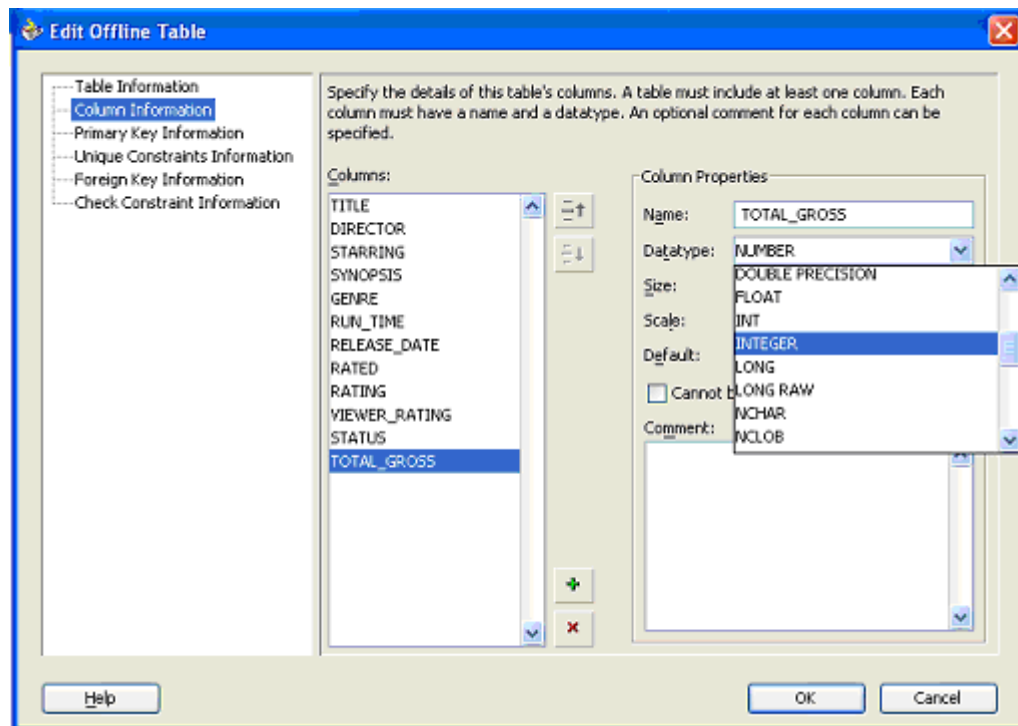 Edit Offline Table
Table Information
Column Information
Primary Key Information
Unique Constraints Information
Foreign Key Information
Check Constraint Information
Specify the details of this table's columns. A table must include at least one column. Each
column must have a name and a datatype. An optional comment for each column can be
specified.
Columns:
TITLE
DIRECTOR
STARRING
SYNOPSIS
GENRE
RUN_TIME
RELEASE_DATE
RATED
RATING
VIEWER_RATING
STATUS
TOTAL_GROSS
Column Properties
Name: TOTAL_GROSS
Datatype: NUMBER
Size:
Scale:
Default:
Cannot b
Comment:
DOUBLE PRECISION
FLOAT
INT
INTEGER
LONG
LONG RAW
NCHAR
NCLOB
Help
OK
Cancel